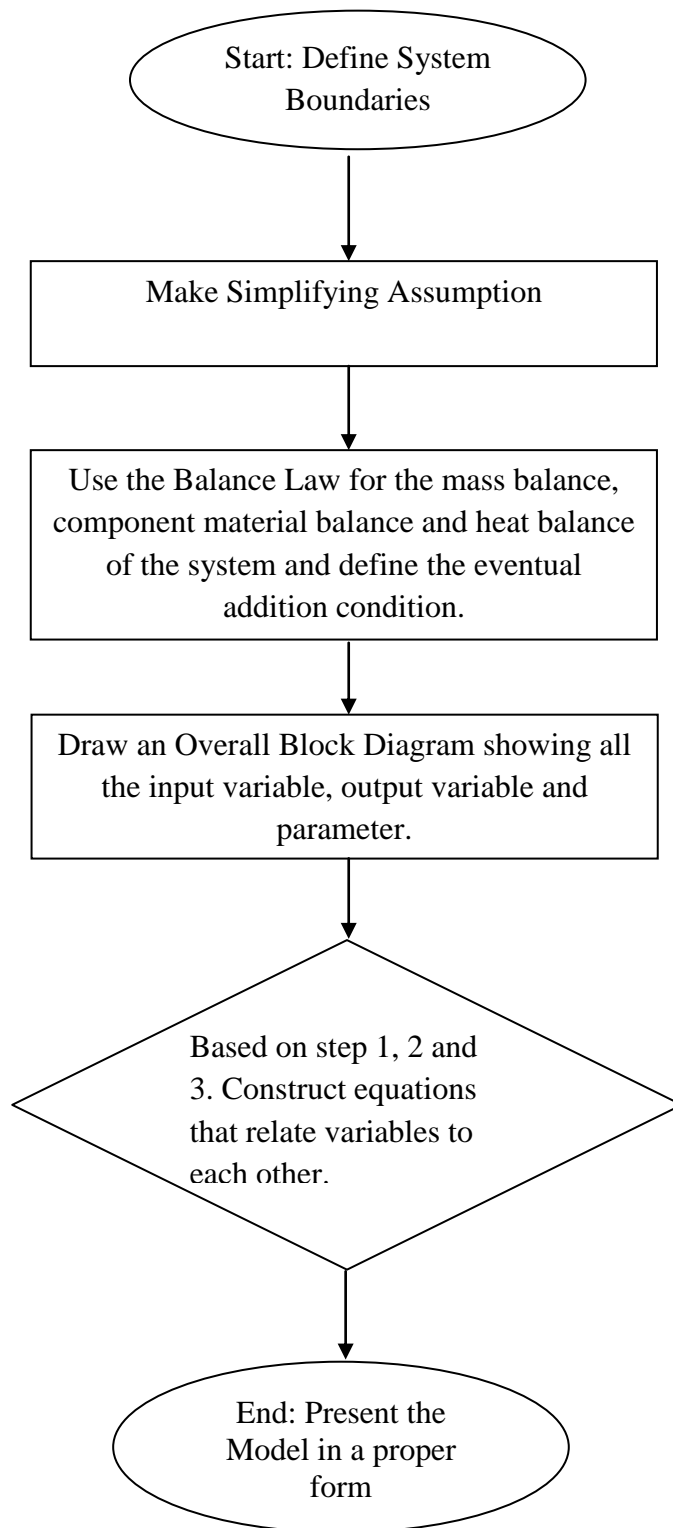 Start: Define System
Boundaries
Make Simplifying Assumption
Use the Balance Law for the mass balance,
component material balance and heat balance
of the system and define the eventual
addition condition.
Draw an Overall Block Diagram showing all
the input variable, output variable and
parameter.
Based on step 1, 2 and
3. Construct equations
that relate variables to
each other.
End: Present the
Model in a proper
form